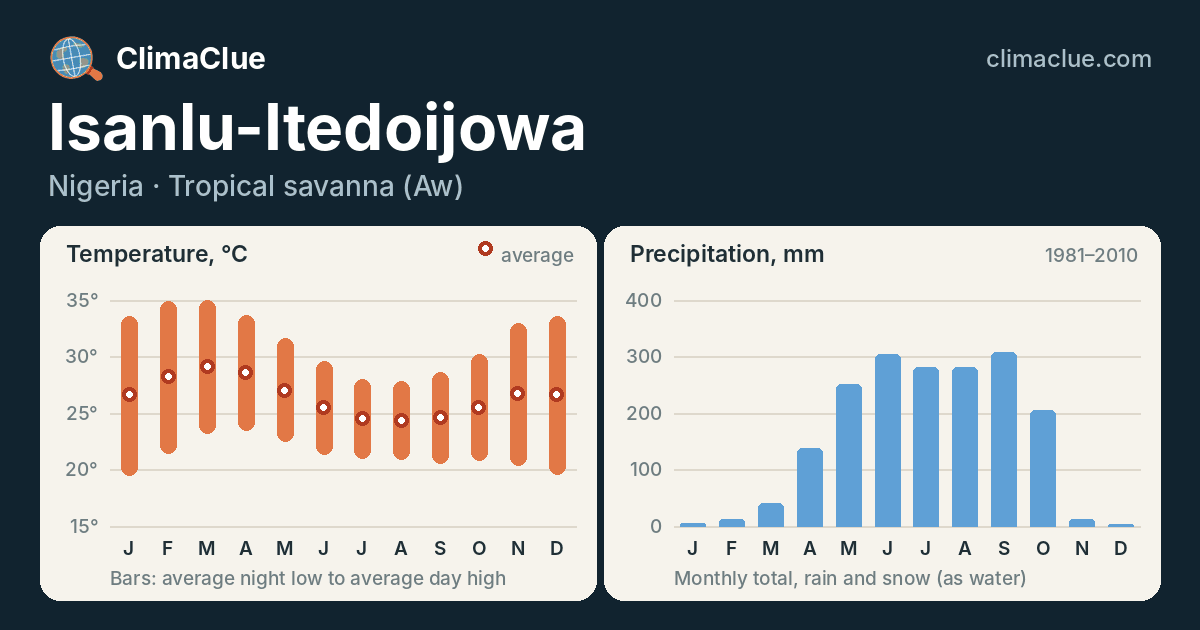 ClimaClue
climaclue.com
Isanlu-Itedoijowa
Nigeria · Tropical savanna (Aw)
Temperature, °C
average
35°
30°
25°
20°
15°
J F M A M J J A S O N D
Bars: average night low to average day high
Precipitation, mm
1981–2010
400
300
200
100
0
J F M A M J J A S O N D
Monthly total, rain and snow (as water)